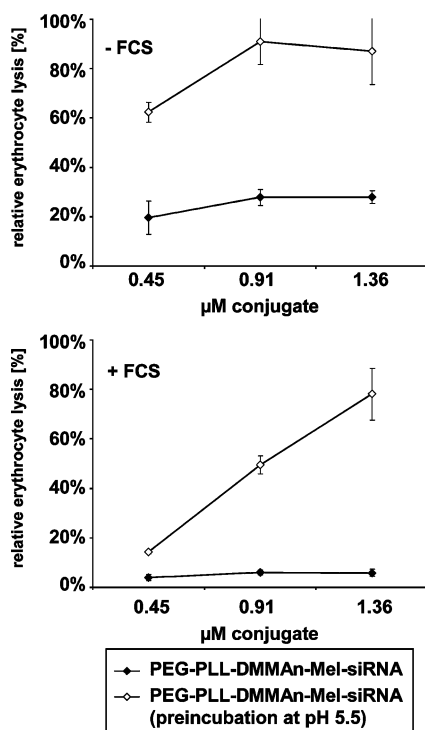 relative erythrocyte lysis [%]
100%
80%
60%
40%
20%
0%
- FCS
0.45 0.91 1.36
µM conjugate
relative erythrocyte lysis [%]
100%
80%
60%
40%
20%
0%
+ FCS
0.45 0.91 1.36
µM conjugate
PEG-PLL-DMMAn-Mel-siRNA
PEG-PLL-DMMAn-Mel-siRNA
(preincubation at pH 5.5)